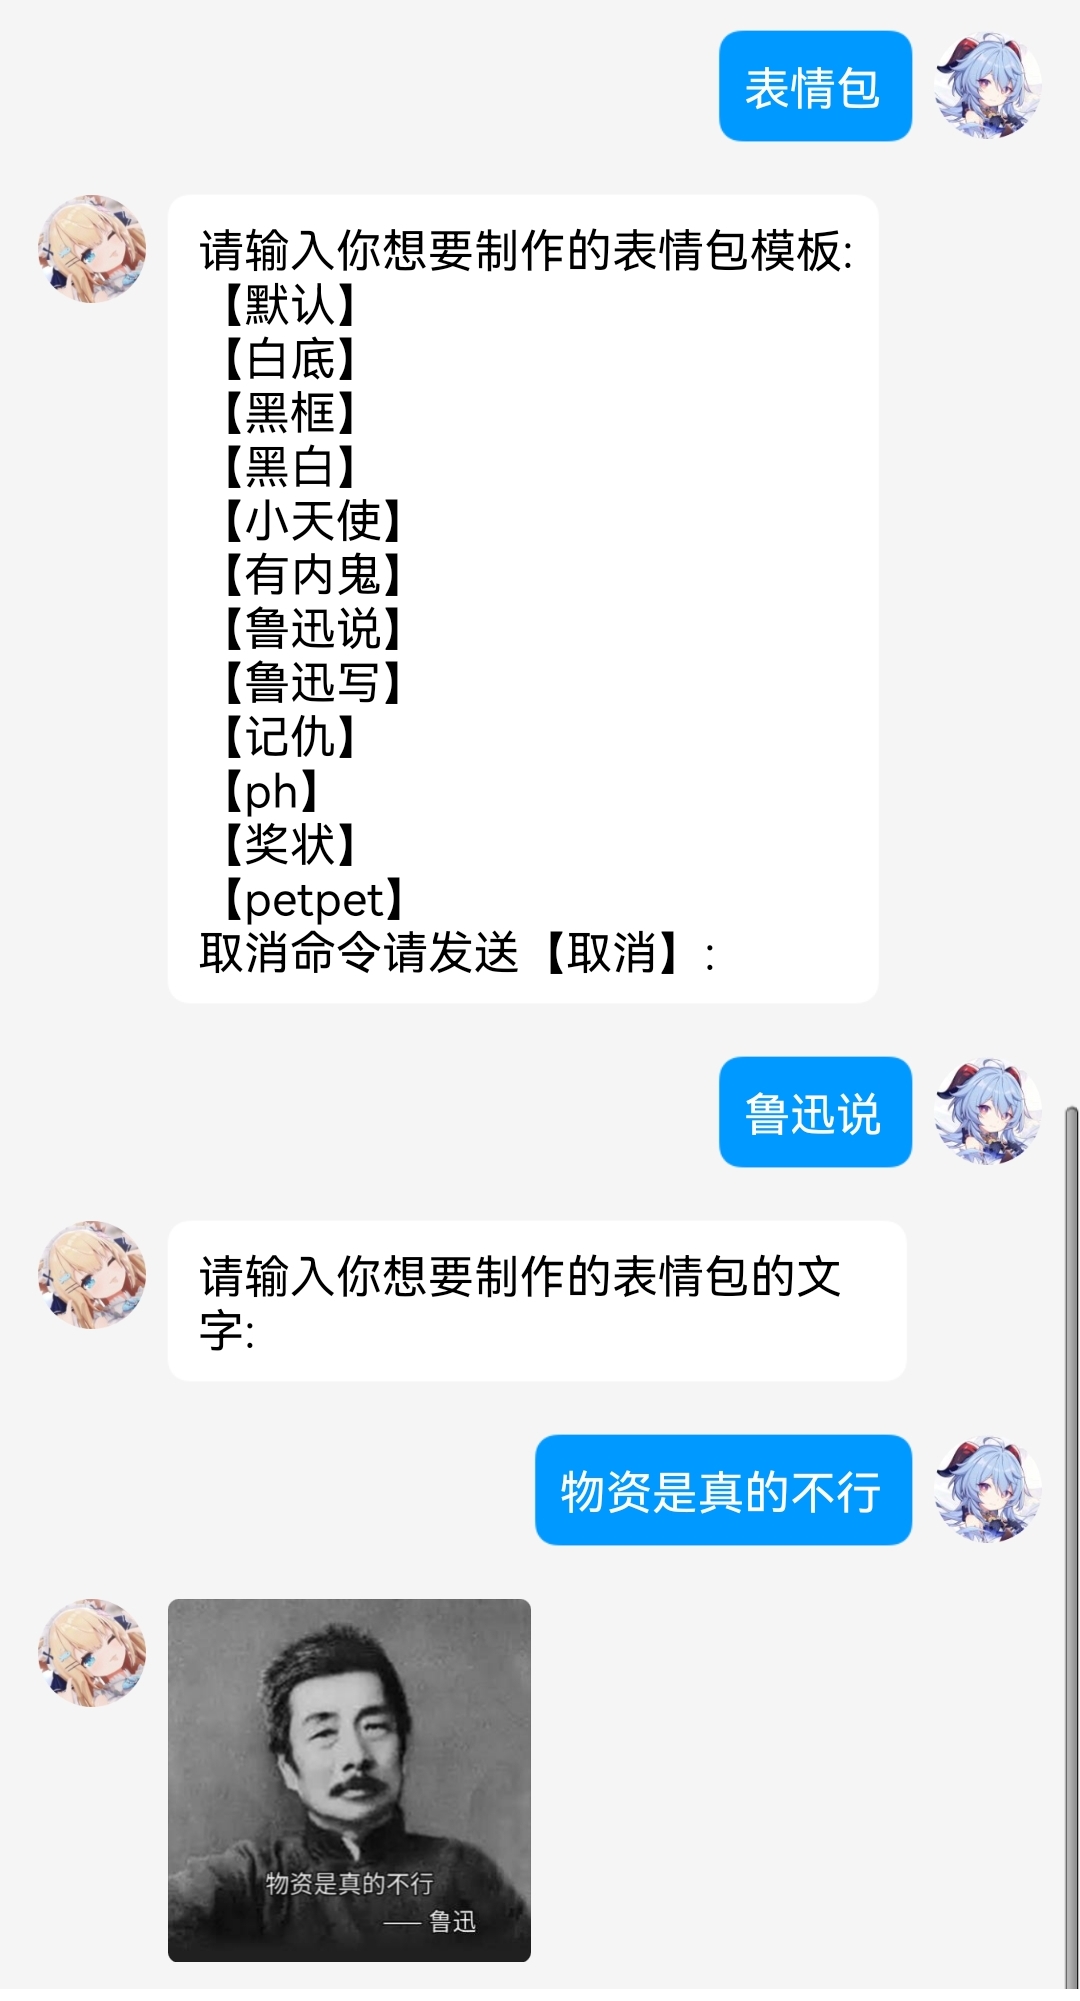 表情包
请输入你想要制作的表情包模板:
【默认】
【白底】
【黑框】
【黑白】
【小天使】
【有内鬼】
【鲁迅说】
【鲁迅写】
【记仇】
【ph】
【奖状】
【petpet】
取消命令请发送【取消】:
鲁迅说
请输入你想要制作的表情包的文
字:
物资是真的不行
物资是真的不行
—— 鲁迅